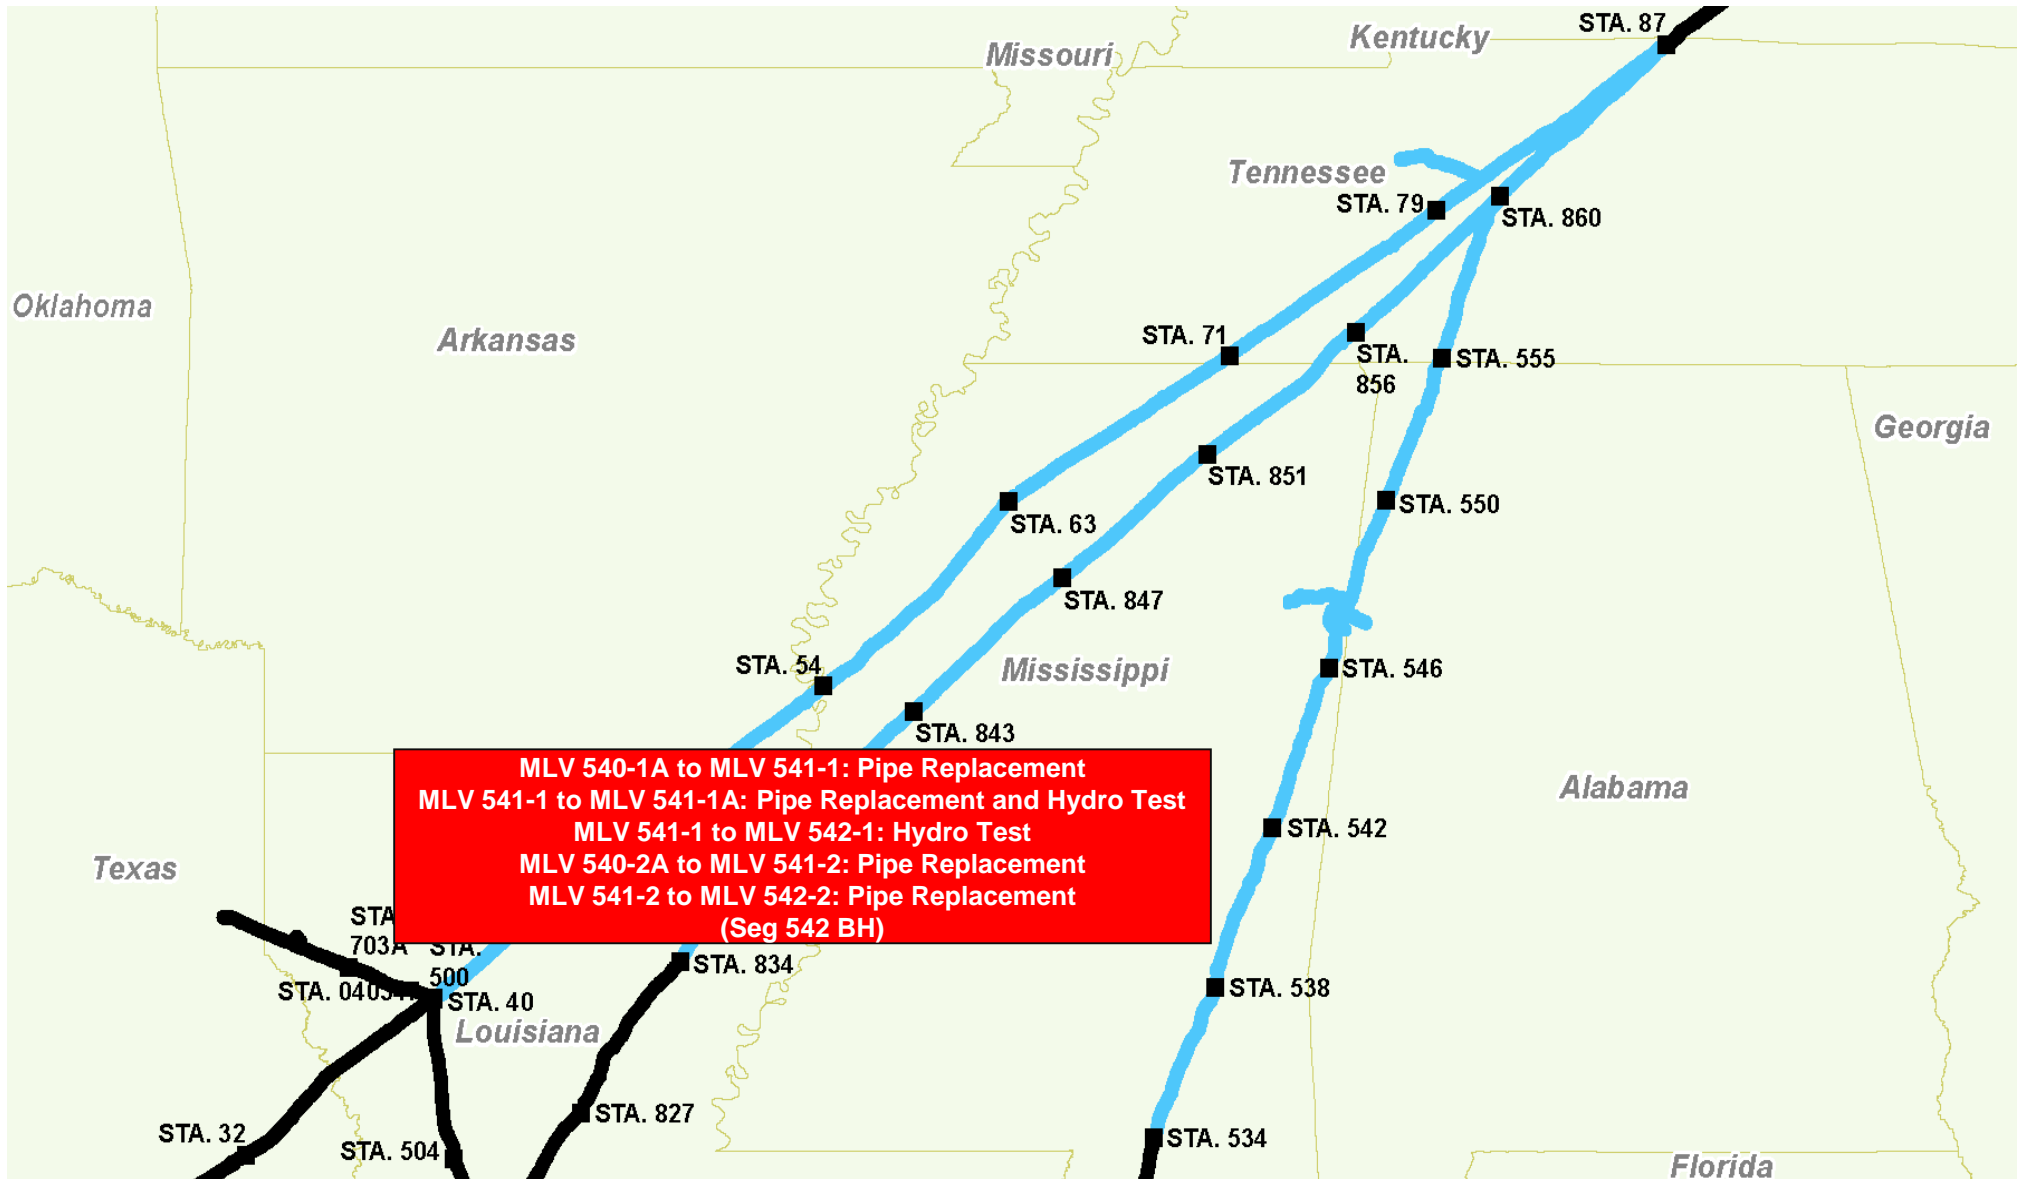 STA. 87
Kentucky
Missouri
Tennessee
STA. 79
STA. 860
Oklahoma
Arkansas
STA. 71
STA.
856
STA. 555
Georgia
STA. 851
STA. 63
STA. 550
STA. 847
STA. 54
Mississippi
STA. 546
STA. 843
MLV 540-1A to MLV 541-1: Pipe Replacement
MLV 541-1 to MLV 541-1A: Pipe Replacement and Hydro Test
MLV 541-1 to MLV 542-1: Hydro Test
MLV 540-2A to MLV 541-2: Pipe Replacement
MLV 541-2 to MLV 542-2: Pipe Replacement
(Seg 542 BH)
Alabama
STA. 542
Texas
STA
703A
STA.
500
STA.
STA. 40
STA. 834
STA. 538
Louisiana
STA. 827
STA. 32
STA. 504
STA. 534
Florida